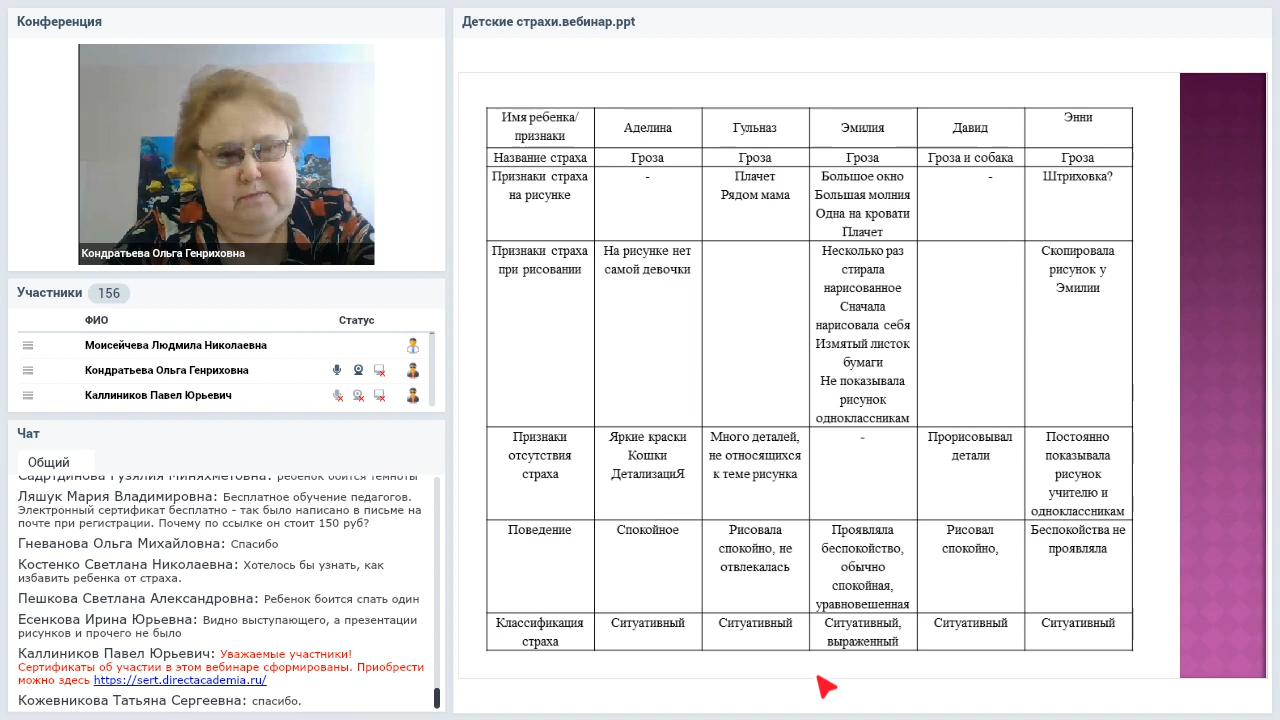 Конференция
Кондратьева Ольга Генриховна
Участники 156
ФИО Статус
Моисейчева Людмила Николаевна
Кондратьева Ольга Генриховна
Каллиников Павел Юрьевич
Чат
Общий
Садртдинова Гузялия Миняхметовна: ребенок боится темноты
Ляшук Мария Владимировна: Бесплатное обучение педагогов.
Электронный сертификат бесплатно - так было написано в письме на
почте при регистрации. Почему по ссылке он стоит 150 руб?
Гневанова Ольга Михайловна: Спасибо
Костенко Светлана Николаевна: Хотелось бы узнать, как
избавить ребенка от страха.
Пешкова Светлана Александровна: Ребенок боится спать один
Есенкова Ирина Юрьевна: Видно выступающего, а презентации
рисунков и прочего не было
Каллиников Павел Юрьевич: Уважаемые участники!
Сертификаты об участии в этом вебинаре сформированы. Приобрести
можно здесь https://sert.directacademia.ru/
Кожевникова Татьяна Сергеевна: спасибо.
Детские страхи.вебинар.ppt
Имя ребенка/
признаки
Аделина
Гульназ
Эмилия
Давид
Энни
Название страха
Гроза
Гроза
Гроза
Гроза и собака
Гроза
Признаки страха
на рисунке
-
Плачет
Рядом мама
Большое окно
Большая молния
Одна на кровати
Плачет
-
Штриховка?
Признаки страха
при рисовании
На рисунке нет
самой девочки
Несколько раз
стирала
нарисованное
Сначала
нарисовала себя
Измятый листок
бумаги
Не показывала
рисунок
одноклассникам
Скопировала
рисунок у
Эмилии
Признаки
отсутствия
страха
Яркие краски
Кошки
ДетализациЯ
Много деталей,
не относящихся
к теме рисунка
-
Прорисовывал
детали
Постоянно
показывала
рисунок
учителю и
одноклассникам
Поведение
Спокойное
Рисовала
спокойно, не
отвлекалась
Проявляла
беспокойство,
обычно
спокойная,
уравновешенная
Рисовал
спокойно,
Беспокойства не
проявляла
Классификация
страха
Ситуативный
Ситуативный
Ситуативный,
выраженный
Ситуативный
Ситуативный